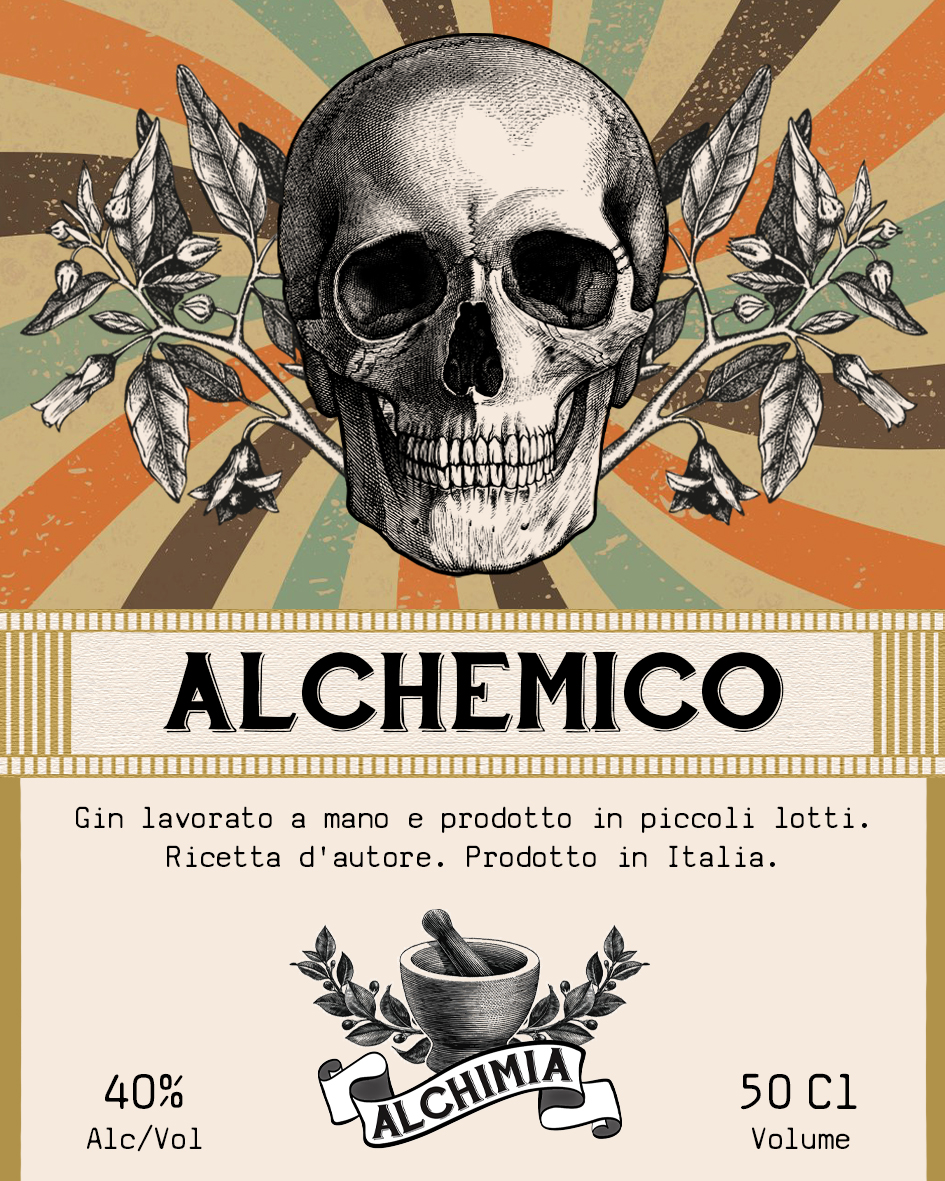 ALCHEMICO
Gin lavorato a mano e prodotto in piccoli lotti.
Ricetta d'autore. Prodotto in Italia.
ALCHIMIA
40%
Alc/Vol
50 Cl
Volume